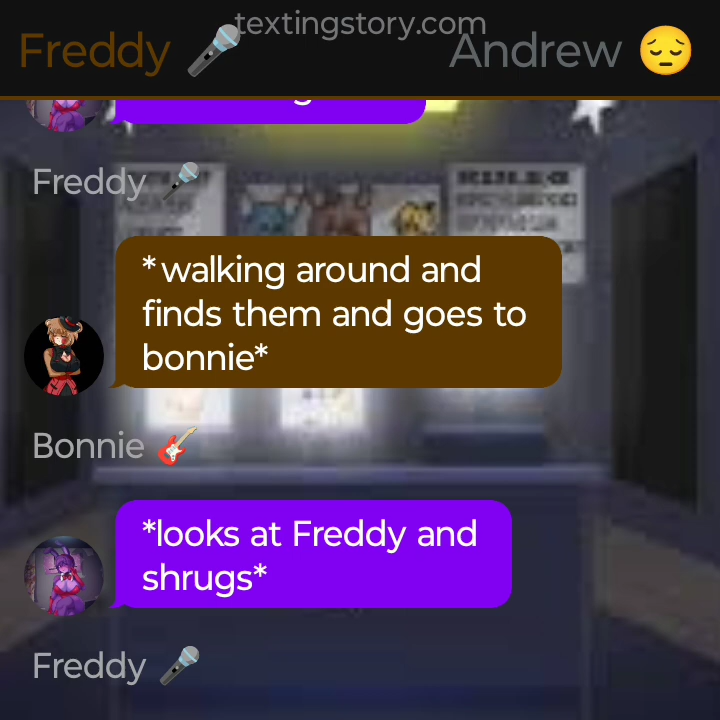 textingstory.com
Freddy 🎤 Andrew 😔
Freddy 🎤
*walking around and
finds them and goes to
bonnie*
Bonnie 🎸
*looks at Freddy and
shrugs*
Freddy 🎤